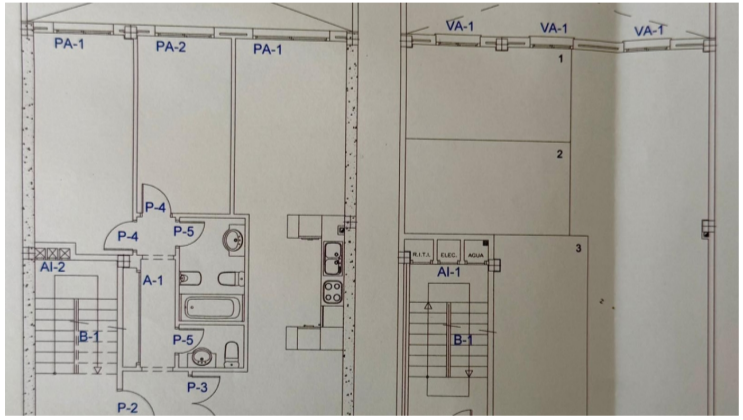 PA-1 PA-2 PA-1
P-4
P-4 P-5
AI-2 A-1
B-1 P-5
P-3
P-2
VA-1 VA-1 VA-1
1
2
3
R.I.T.I. ELEC. AGUA
AI-1
B-1